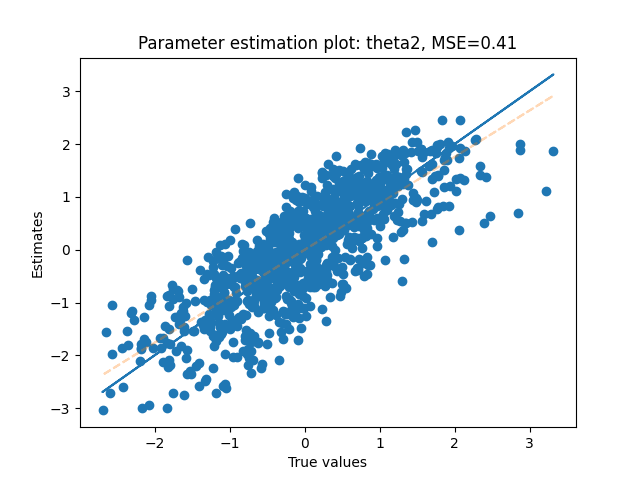 Parameter estimation plot: theta2, MSE=0.41
3
2
1
0
−1
−2
−3
Estimates
−2 −1 0 1 2 3
True values